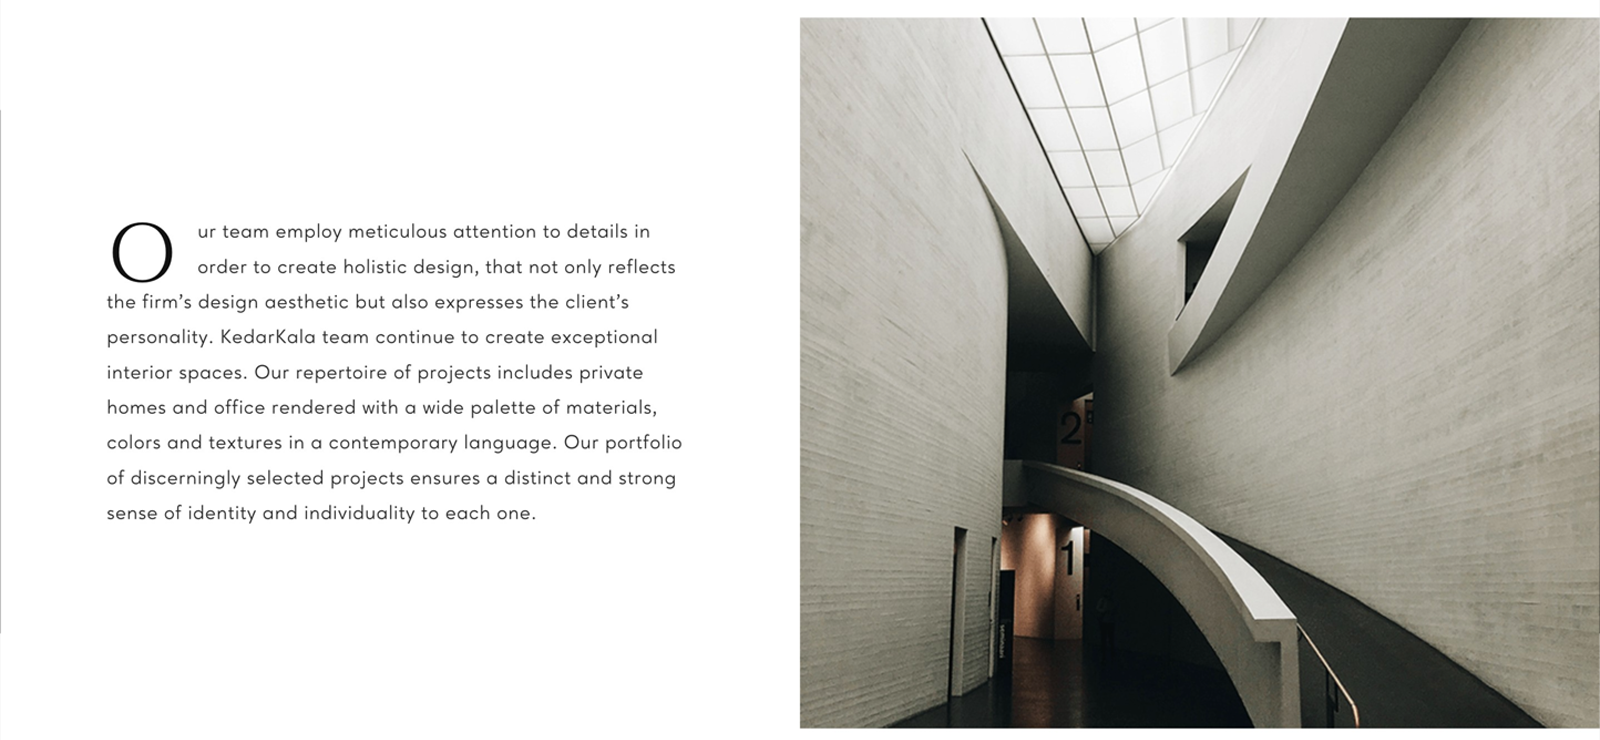 Our team employ meticulous attention to details in
order to create holistic design, that not only reflects
the firm's design aesthetic but also expresses the client's
personality. KedarKala team continue to create exceptional
interior spaces. Our repertoire of projects includes private
homes and office rendered with a wide palette of materials,
colors and textures in a contemporary language. Our portfolio
of discerningly selected projects ensures a distinct and strong
sense of identity and individuality to each one.
2
1